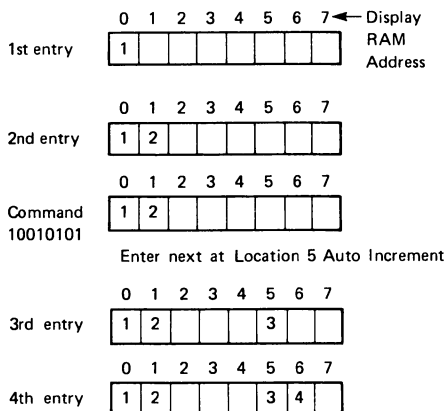 0 1 2 3 4 5 6 7 ← Display
RAM
Address
1st entry 1
0 1 2 3 4 5 6 7
2nd entry 1 2
0 1 2 3 4 5 6 7
Command
10010101
1 2
Enter next at Location 5 Auto Increment
0 1 2 3 4 5 6 7
3rd entry 1 2 3
0 1 2 3 4 5 6 7
4th entry 1 2 3 4